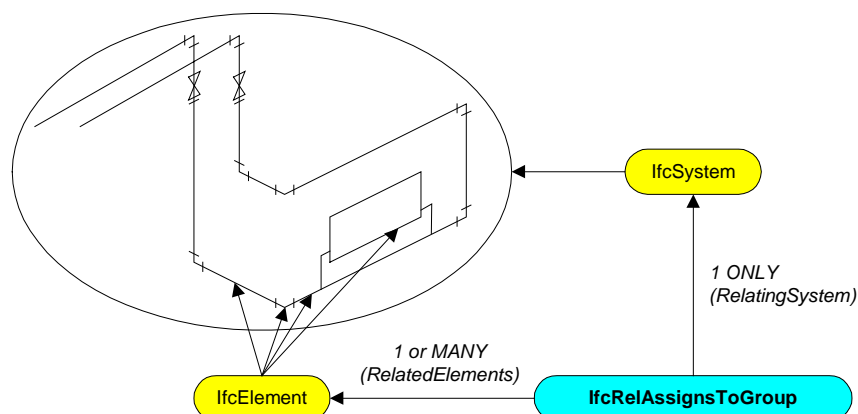 IfcSystem
1 ONLY
(RelatingSystem)
1 or MANY
(RelatedElements)
IfcElement
IfcRelAssignsToGroup